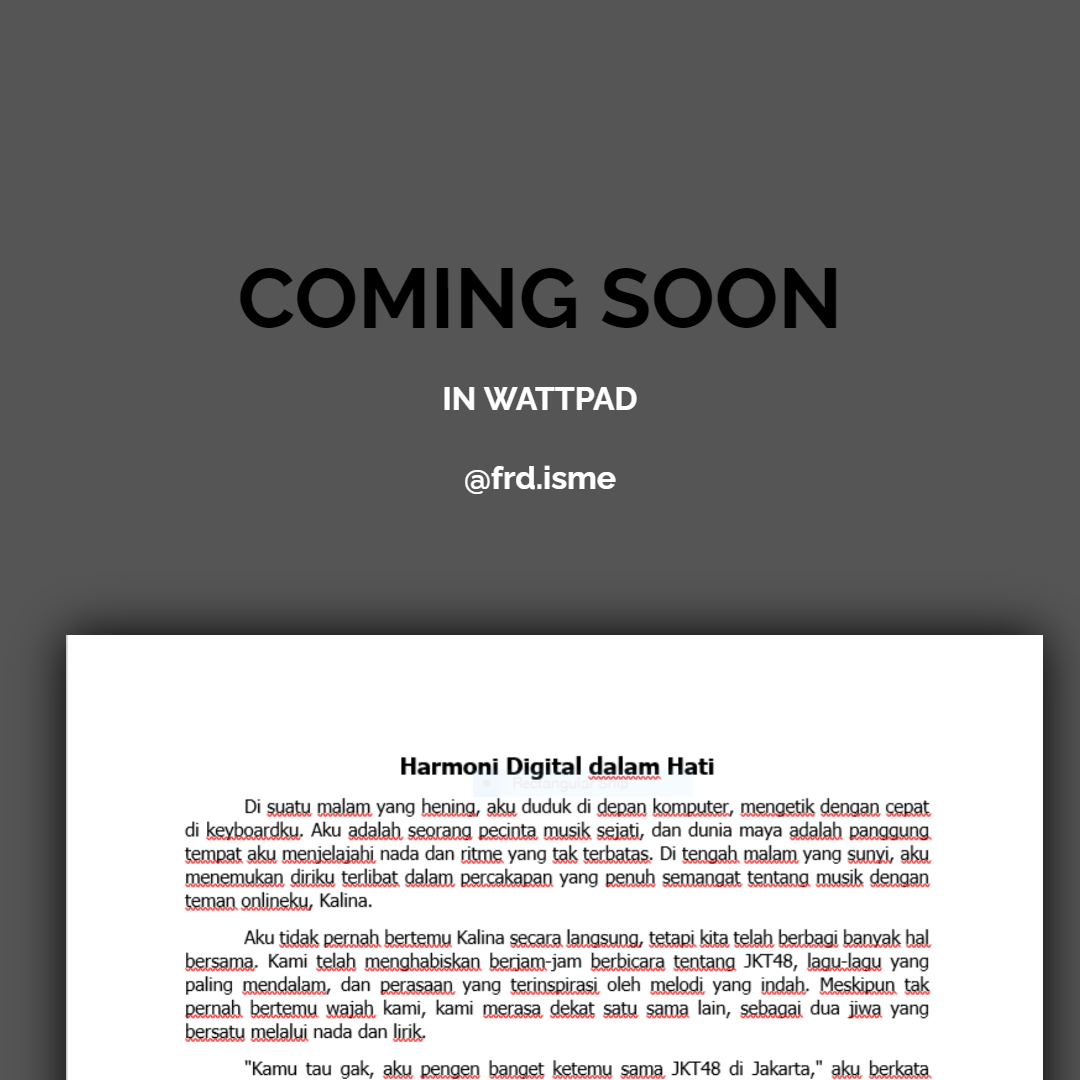 COMING SOON
IN WATTPAD
@frd.isme
Harmoni Digital dalam Hati
Rectangular Snip
Di suatu malam yang hening, aku duduk di depan komputer, mengetik dengan cepat
di keyboardku. Aku adalah seorang pecinta musik sejati, dan dunia maya adalah panggung
tempat aku menjelajahi nada dan ritme yang tak terbatas. Di tengah malam yang sunyi, aku
menemukan diriku terlibat dalam percakapan yang penuh semangat tentang musik dengan
teman onlineku, Kalina.
Aku tidak pernah bertemu Kalina secara langsung, tetapi kita telah berbagi banyak hal
bersama. Kami telah menghabiskan berjam-jam berbicara tentang JKT48, lagu-lagu yang
paling mendalam, dan perasaan yang terinspirasi oleh melodi yang indah. Meskipun tak
pernah bertemu wajah kami, kami merasa dekat satu sama lain, sebagai dua jiwa yang
bersatu melalui nada dan lirik.
"Kamu tau gak, aku pengen banget ketemu sama JKT48 di Jakarta," aku berkata